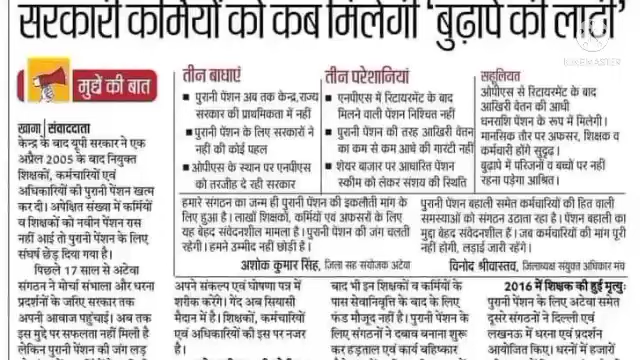 सरकारी कर्मियों को कब मिलेगी ‘बुढ़ापे की लाठी’
KINEMASTER
मुद्दे की बात
खागा | संवाददाता
केन्द्र के बाद यूपी सरकार ने एक
अप्रैल 2005 के बाद नियुक्त
शिक्षकों, कर्मचारियों एवं
अधिकारियों की पुरानी पेंशन खत्म
कर दी। अपेक्षित संख्या में कर्मियों
व शिक्षकों को नवीन पेंशन रास
नहीं आई तो पुरानी पेंशन के लिए
संघर्ष छेड़ दिया गया है।
पिछले 17 साल से अटेवा
संगठन ने मोर्चा संभाला और धरना
प्रदर्शनों के जरिए सरकार तक
अपनी आवाज पहुंचाई। अब तक
इस मुद्दे पर सफलता नहीं मिली है
लेकिन पुरानी पेंशन की जंग लड़
तीन बाधाएं
■ पुरानी पेंशन अब तक केन्द्र,राज्य
सरकार की प्राथमिकता में नहीं
■ पुरानी पेंशन के लिए सरकारों ने
नहीं की कोई पहल
■ ओपीएस के स्थान पर एनपीएस
को तरजीह दे रही सरकार
तीन परेशानियां
■ एनपीएस में रिटायरमेंट के बाद
मिलने वाली पेंशन निश्चित नहीं
■ पुरानी पेंशन की तरह आखिरी वेतन
का कम से कम आधे की गारंटी नहीं
■ शेयर बाजार पर आधारित पेंशन
स्कीम को लेकर संशय की स्थिति
सहूलियत
ओपीएस से रिटायरमेंट के बाद
आखिरी वेतन की आधी
धनराशि पेंशन के रूप में मिलेगी।
मानसिक तौर पर अफसर, शिक्षक व
कर्मचारी होंगे सुदृढ़।
बुढ़ापे में परिजनों व बच्चों पर नहीं
रहना पड़ेगा आश्रित।
हमारे संगठन का जन्म ही पुरानी पेंशन की इकलौती मांग के
लिए हुआ है। लाखों शिक्षकों, कर्मियों एवं अफसरों के लिए
यह बेहद संवेदनशील मामला है। पुरानी पेंशन की जंग चलती
रहेगी। हमने उम्मीद नहीं छोड़ी है।
अशोक कुमार सिंह, जिला सह संयोजक अटेवा
पुरानी पेंशन बहाली समेत कर्मचारियों की हित वाली
समस्याओं को संगठन उठाता रहा है। पेंशन बहाली का
मुद्दा बेहद संवेदनशील हैं। जब कर्मचारियों की मांग पूरी
नहीं होगी, लड़ाई जारी रहेंगे।
विनोद श्रीवास्तव, जिलाध्यक्ष संयुक्त अधिकार मंच
अपने संकल्प एवं घोषणा पत्र में
शरीक करेंगे। गेंद अब सियासी
मैदान में है। शिक्षकों, कर्मचारियों
एवं अधिकारियों की इस पर नजर
है।
बाद भी इन शिक्षकों व कर्मियों के
पास सेवानिवृत्ति के बाद के लिए
फंड मौजूद नहीं है। पुरानी पेंशन के
लिए संगठनों ने दबाव बनाना शुरू
कर हड़ताल एवं कार्य बहिष्कार
2016 में शिक्षक की हुई मृत्यु:
पुरानी पेंशन के लिए अटेवा समेत
दूसरे संगठनों ने दिल्ली एवं
लखनऊ में धरना एवं प्रदर्शन
आयोजित किए। धरनों में हजारों